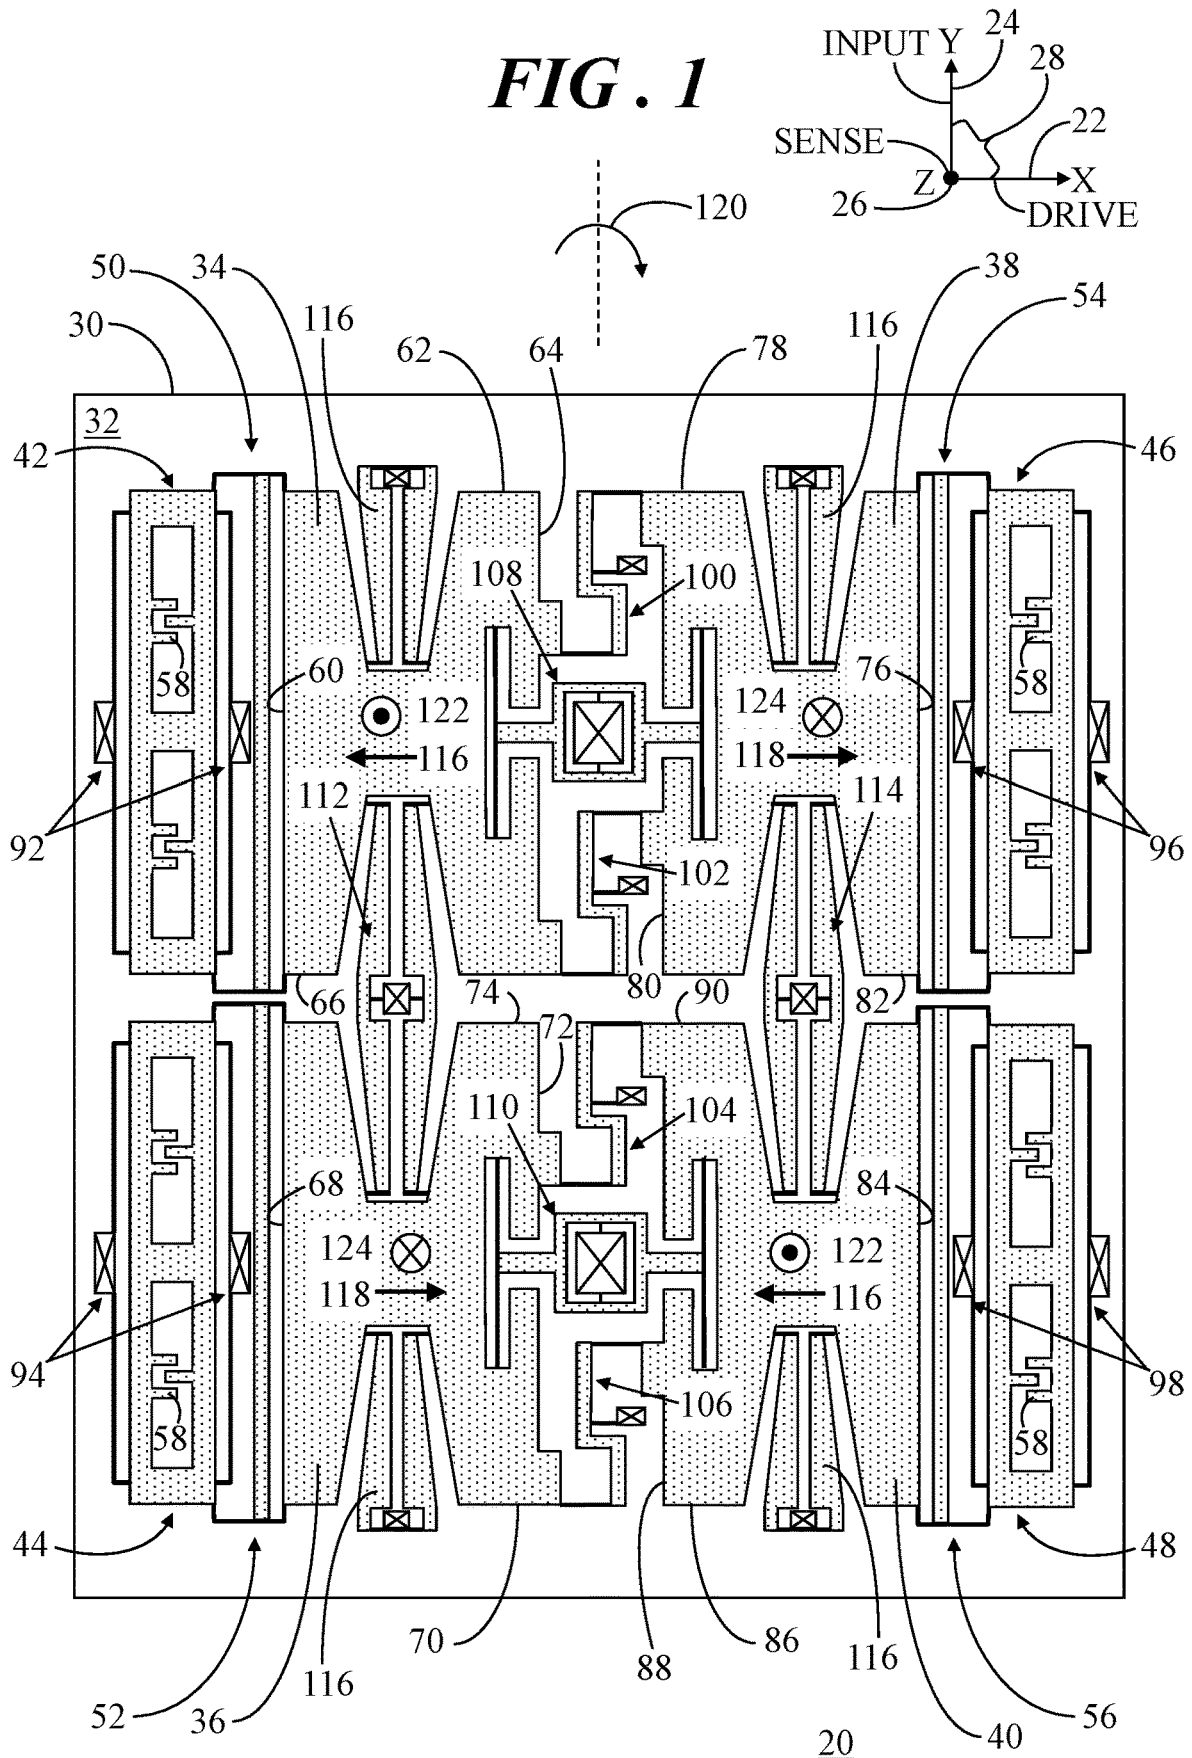 FIG . 1
INPUT Y 24
28
SENSE 22
Z X
26 DRIVE
120
50 34 38 54
30 116 62 64 78 116
32
42 46
108 100
58 58
60 76
122 124
116 118
112 114
92 102 96
66 74 80 90 82
72
110 104
68 84
124 122
118 116
94 106 98
58 58
44 48
70 88 86
116 116
52 36 40 56
20